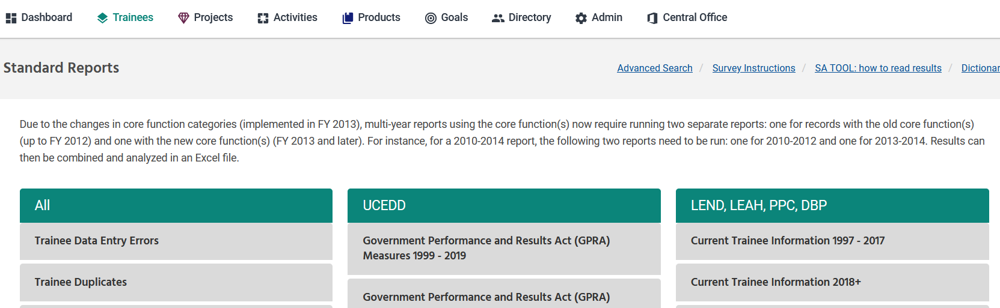 Dashboard Trainees Projects Activities Products Goals Directory Admin Central Office
Standard Reports
Advanced Search / Survey Instructions / SA TOOL: how to read results /
Due to the changes in core function categories (implemented in FY 2013), multi-year reports using the core function(s) now require running two separate reports: one for records with the old core function(s)
(up to FY 2012) and one with the new core function(s) (FY 2013 and later). For instance, for a 2010-2014 report, the following two reports need to be run: one for 2010-2012 and one for 2013-2014. Results can
then be combined and analyzed in an Excel file.
All
Trainee Data Entry Errors
Trainee Duplicates
UCEDD
Government Performance and Results Act (GPRA)
Measures 1999 - 2019
Government Performance and Results Act (GPRA)
LEND, LEAH, PPC, DBP
Current Trainee Information 1997 - 2017
Current Trainee Information 2018+